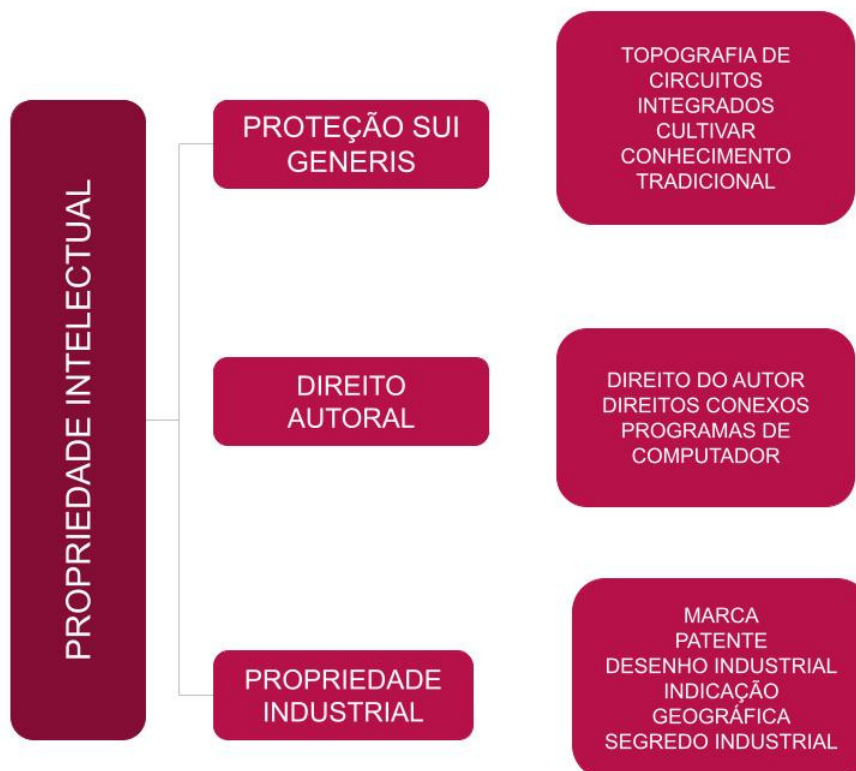 PROPRIEDADE INTELECTUAL
PROTEÇÃO SUI
GENERIS
TOPOGRAFIA DE
CIRCUITOS
INTEGRADOS
CULTIVAR
CONHECIMENTO
TRADICIONAL
DIREITO
AUTORAL
DIREITO DO AUTOR
DIREITOS CONEXOS
PROGRAMAS DE
COMPUTADOR
PROPRIEDADE
INDUSTRIAL
MARCA
PATENTE
DESENHO INDUSTRIAL
INDICAÇÃO
GEOGRÁFICA
SEGREDO INDUSTRIAL